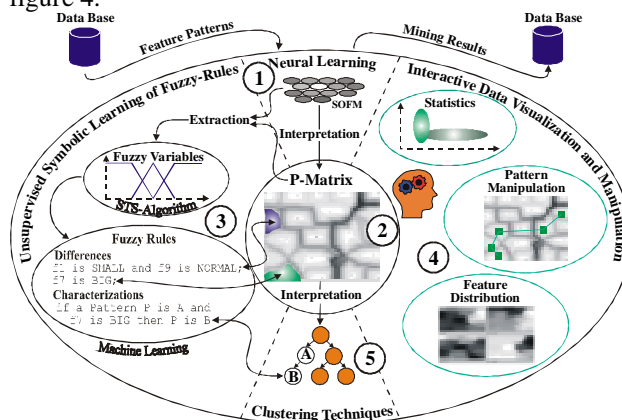 figure 4.
Data Base
Data Base
Feature Patterns
Mining Results
Unsupervised Symbolic Learning of Fuzzy-Rules
1
Neural Learning
Interactive Data Visualization and Manipulation
SOFM
Statistics
Extraction
Interpretation
Fuzzy Variables
STS-Algorithm
P-Matrix
Pattern
Manipulation
3
2
4
Fuzzy Rules
Differences
f1 is SMALL and f9 is NORMAL;
f7 is BIG;
Characterizations
if a Pattern P is A and
f7 is BIG then P is B
Machine Learning
Interpretation
Feature
Distribution
A
B
5
Clustering Techniques